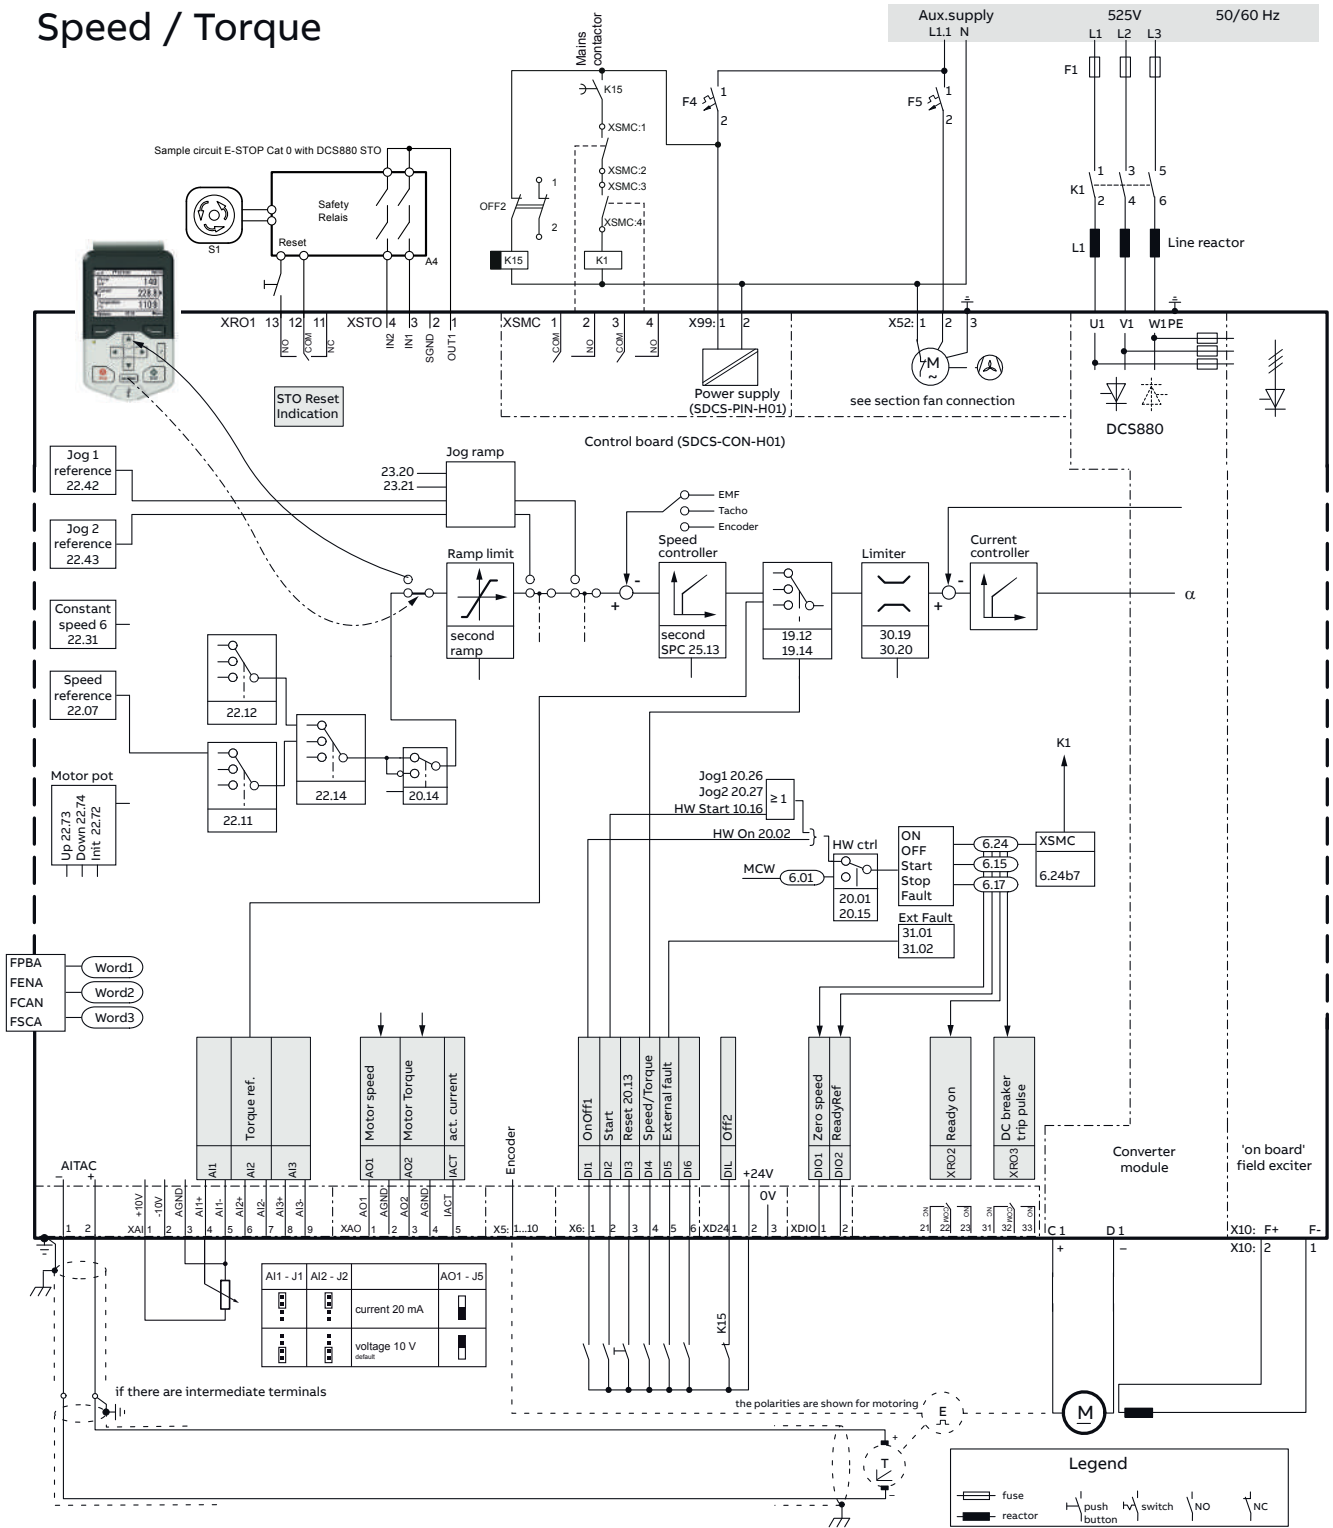 Speed / Torque
Aux.supply
525V
50/60 Hz
L1.1 N
L1 L2 L3
F1
Mains
contactor
K15
XSMC:1
XSMC:2
XSMC:3
XSMC:4
F4
1
2
F5
1
2
K1
1 3 5
2 4 6
L1
Line reactor
Sample circuit E-STOP Cat 0 with DCS880 STO
Safety
Relais
Reset
S1
A4
OFF2
1
2
K15
K1
XRO1 13 12 11
NO
COM
NC
XSTO 4 3 2 1
IN2
IN1
SGND
OUT1
XSMC 1 2 3 4
COM
NO
COM
NO
X99: 1 2
X52: 1 2 3
U1 V1 W1 PE
M
~
STO Reset
Indication
Power supply
(SDCS-PIN-H01)
see section fan connection
DCS880
Control board (SDCS-CON-H01)
Jog 1
reference
22.42
Jog 2
reference
22.43
Constant
speed 6
22.31
Speed
reference
22.07
Motor pot
Up 22.73
Down 22.74
Init 22.72
Jog ramp
23.20
23.21
EMF
Tacho
Encoder
Ramp limit
second
ramp
-
+
Speed
controller
second
SPC 25.13
19.12
19.14
Limiter
30.19
30.20
-
+
Current
controller
α
22.12
22.11
22.14
20.14
Jog1 20.26
Jog2 20.27
HW Start 10.16
≥ 1
HW On 20.02
MCW
6.01
HW ctrl
20.01
20.15
ON
OFF
Start
Stop
Fault
6.24
6.15
6.17
K1
XSMC
6.24b7
Ext Fault
31.01
31.02
FPBA
FENA
FCAN
FSCA
Word1
Word2
Word3
AITAC
− +
1 2
Torque ref.
AI1
AI2
AI3
Motor speed
Motor Torque
act. current
AO1
AO2
IACT
Encoder
OnOff1
Start
Reset 20.13
Speed/Torque
External fault
DI1
DI2
DI3
DI4
DI5
DI6
Off2
DIL
+24V
0V
Zero speed
ReadyRef
DIO1
DIO2
Ready on
XRO2
DC breaker
trip pulse
XRO3
Converter
module
'on board'
field exciter
+10V
-10V
AGND
AI1+
AI1-
AI2+
AI2-
AI3+
AI3-
XAI 1 2 3 4 5 6 7 8 9
AO1
AGND
AO2
AGND
IACT
XAO 1 2 3 4 5
X5: 1...10
X6: 1 2 3 4 5 6
XD24 1 2 3
XDIO 1 2
NC
COM
NO
21 22 23
NC
COM
NO
31 32 33
C 1
+
D 1
−
X10: F+ F-
X10: 2 1
AI1 - J1
AI2 - J2
AO1 - J5
current 20 mA
voltage 10 V
default
K15
if there are intermediate terminals
the polarities are shown for motoring
E
M
T
+
−
Legend
fuse
reactor
push
button
switch
NO
NC